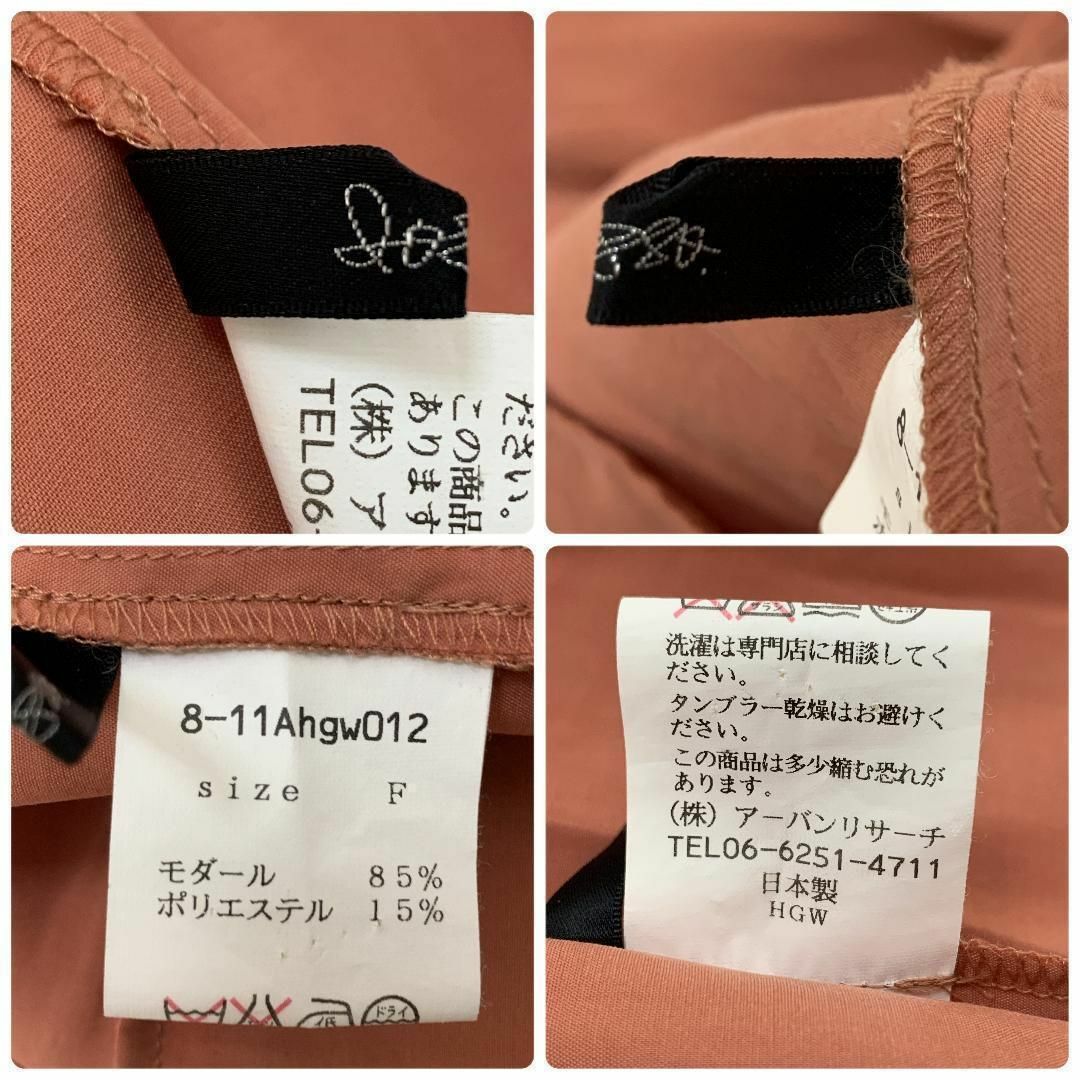 ださい。
この商品
あります
(株) ア
TEL06-
8-11Ahgw012
size F
モダール 85%
ポリエステル 15%
低
ドライ
洗濯は専門店に相談してく
ださい。
タンブラー乾燥はお避けく
ださい。
この商品は多少縮む恐れが
あります。
(株) アーバンリサーチ
TEL06-6251-4711
日本製
HGW